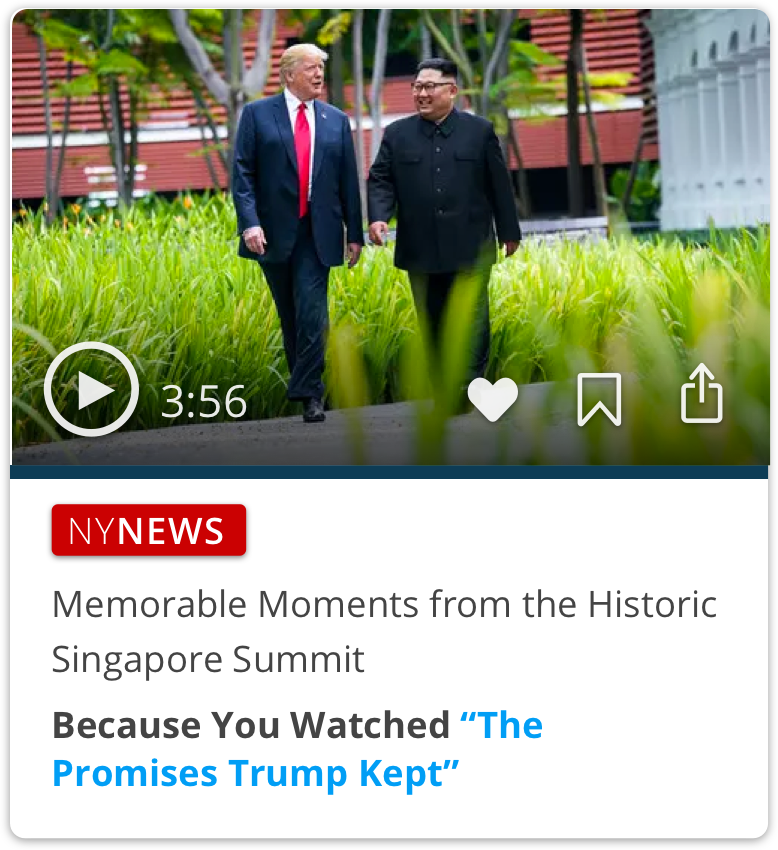 3:56
NYNEWS
Memorable Moments from the Historic
Singapore Summit
Because You Watched “The
Promises Trump Kept”